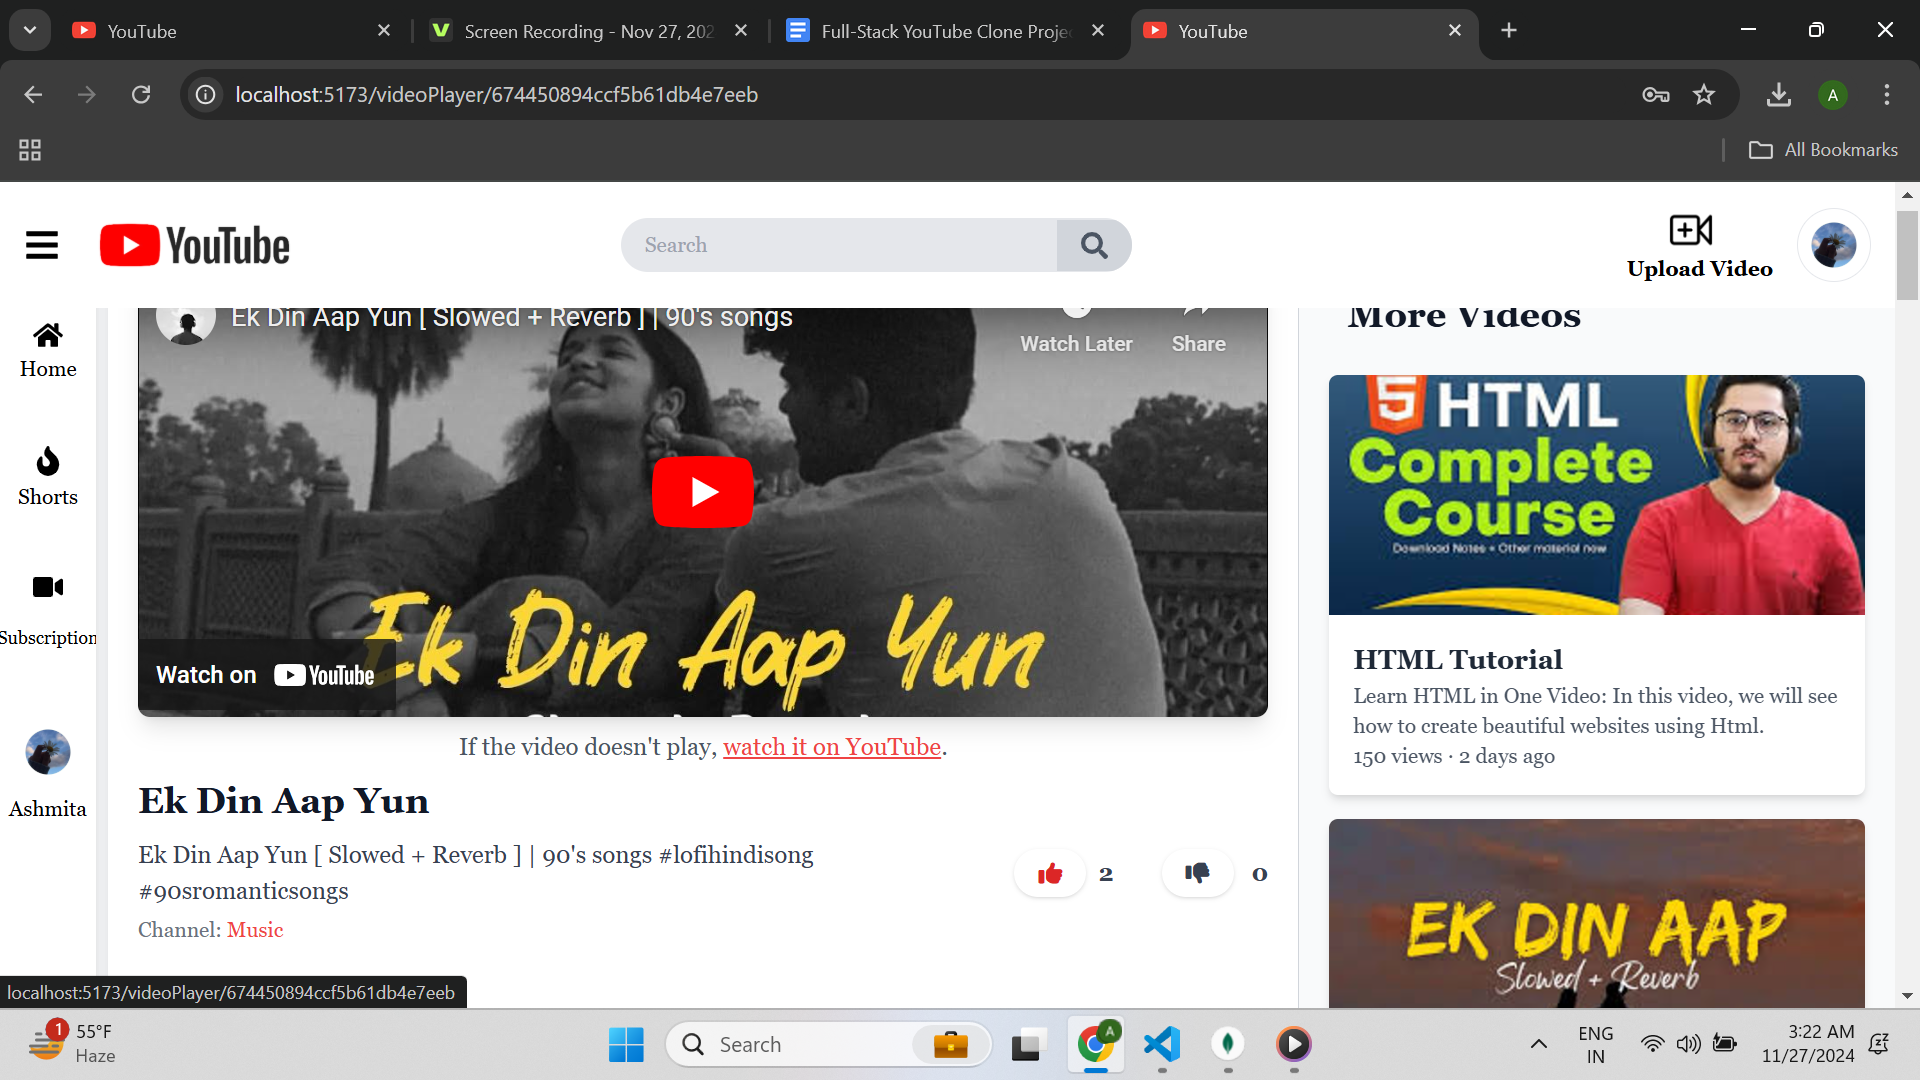 YouTube
Screen Recording - Nov 27, 202
Full-Stack YouTube Clone Proje
YouTube
localhost:5173/videoPlayer/674450894ccf5b61db4e7eeb
A
All Bookmarks
YouTube
Search
Upload Video
Home
Shorts
Subscription
Ashmita
Ek Din Aap Yun [ Slowed + Reverb ] | 90's songs
Watch Later
Share
Ek Din Aap Yun
Watch on YouTube
If the video doesn't play, watch it on YouTube.
Ek Din Aap Yun
Ek Din Aap Yun [ Slowed + Reverb ] | 90's songs #lofihindisong
#90sromanticsongs
Channel: Music
2
0
More Videos
5 HTML
Complete
Course
Download Notes + Other material now
HTML Tutorial
Learn HTML in One Video: In this video, we will see
how to create beautiful websites using Html.
150 views · 2 days ago
EK DIN AAP
Slowed + Reverb
localhost:5173/videoPlayer/674450894ccf5b61db4e7eeb
1
55°F
Haze
Search
A
ENG
IN
3:22 AM
11/27/2024